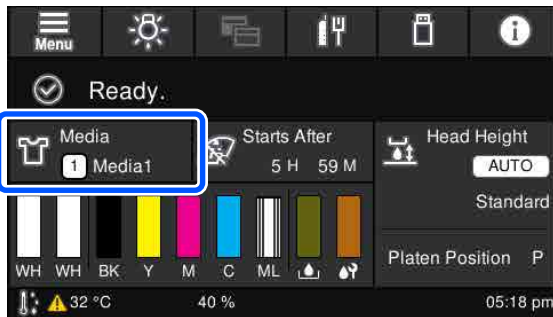 Menu
Ready.
Media
1 Media1
Starts After
5 H 59 M
Head Height
AUTO
Standard
Platen Position P
WH WH BK Y M C ML
32 °C
40 %
05:18 pm